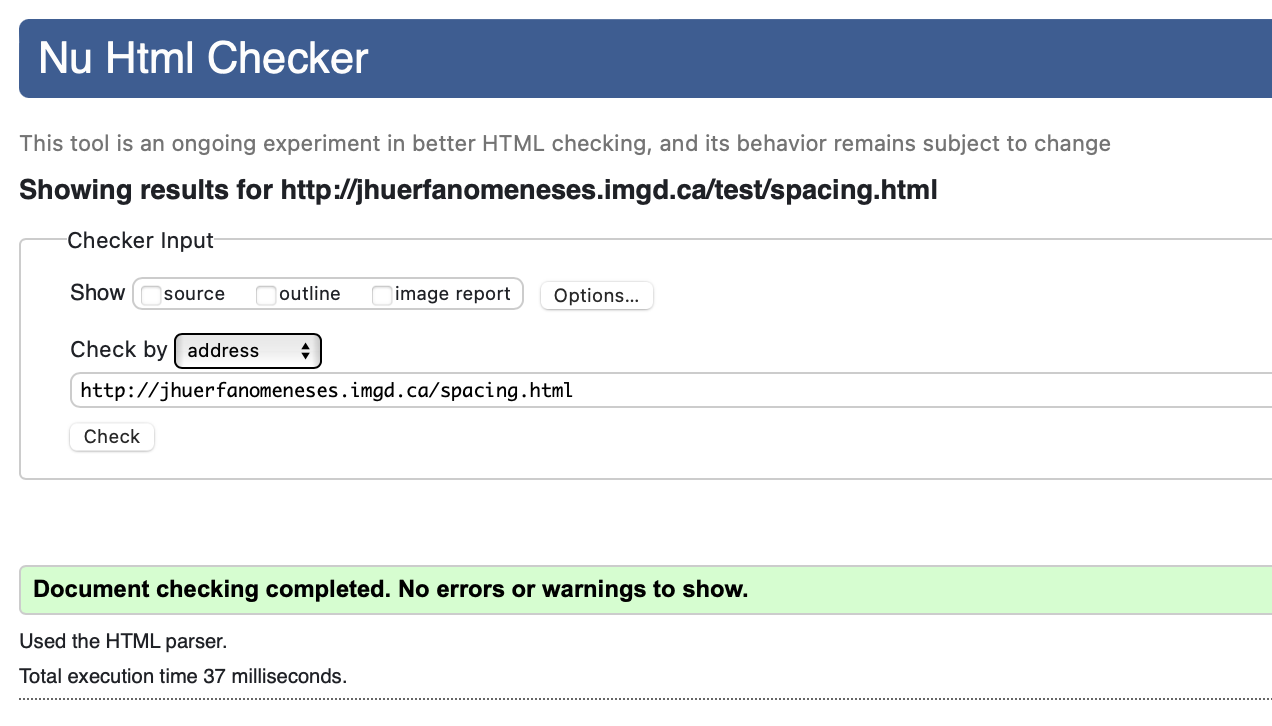 Nu Html Checker
This tool is an ongoing experiment in better HTML checking, and its behavior remains subject to change
Showing results for http://jhuerfanomeneses.imgd.ca/test/spacing.html
Checker Input
Show source outline image report Options...
Check by address
http://jhuerfanomeneses.imgd.ca/spacing.html
Check
Document checking completed. No errors or warnings to show.
Used the HTML parser.
Total execution time 37 milliseconds.